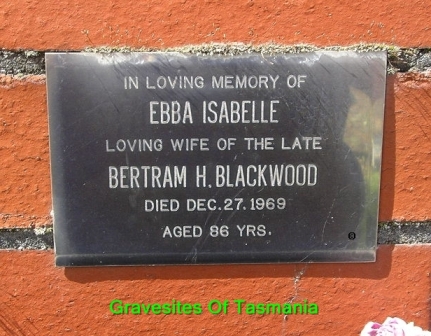 IN LOVING MEMORY OF
EBBA ISABELLE
LOVING WIFE OF THE LATE
BERTRAM H. BLACKWOOD
DIED DEC. 27. 1969
AGED 86 YRS.
Gravesites Of Tasmania